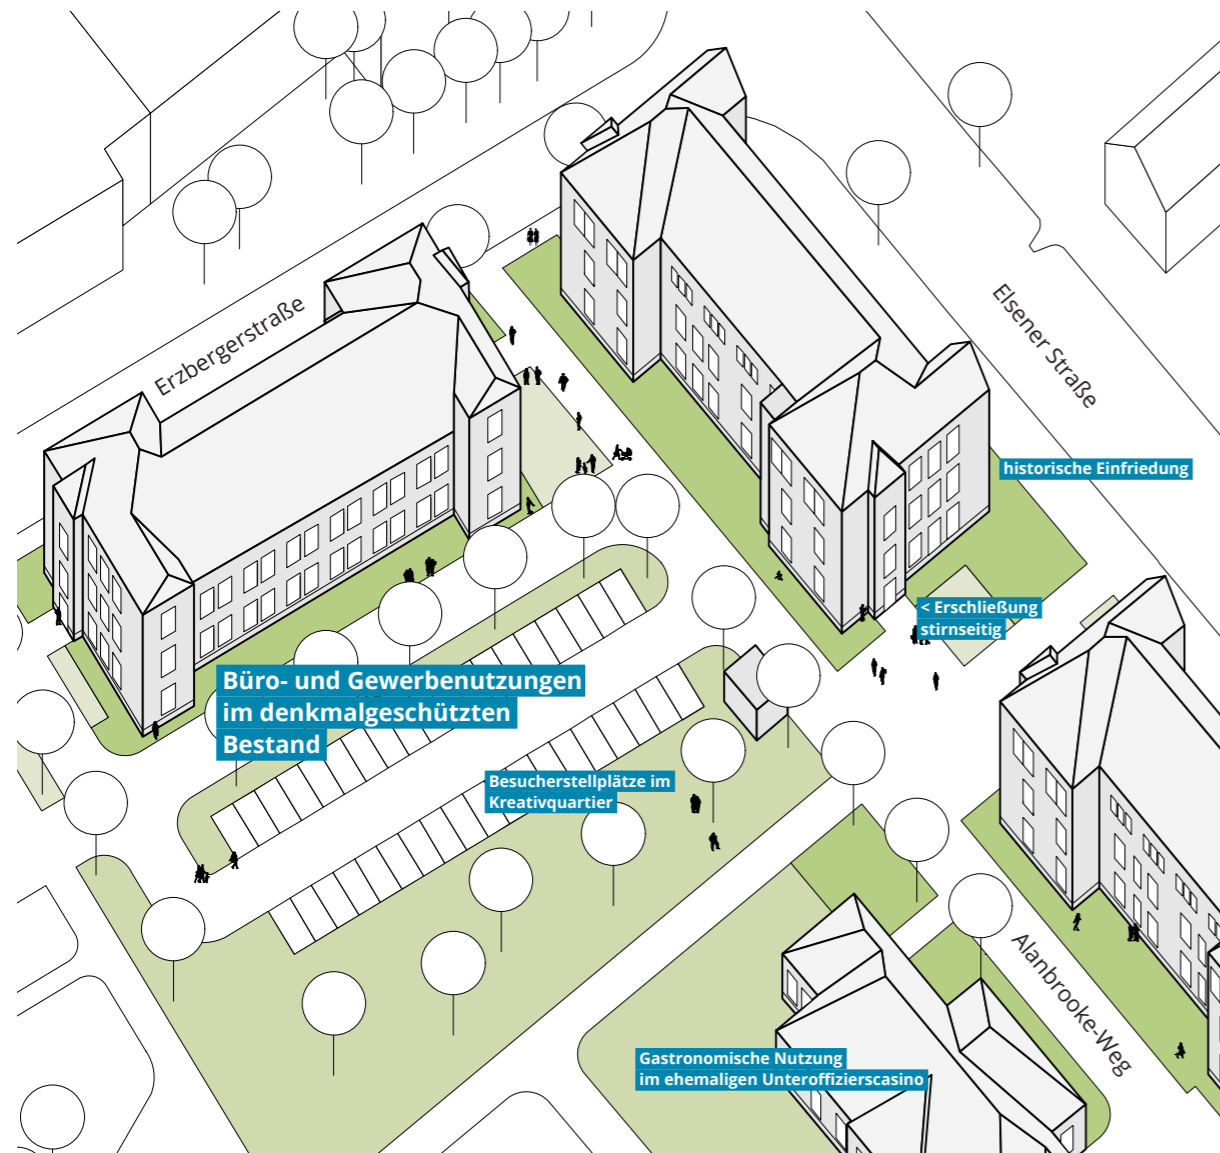 Erzbergerstraße
Elsener Straße
historische Einfriedung
< Erschließung
stirnseitig
Büro- und Gewerbenutzungen
im denkmalgeschützten
Bestand
Besucherstellplätze im
Kreativquartier
Alanbrooke-Weg
Gastronomische Nutzung
im ehemaligen Unteroffizierscasino